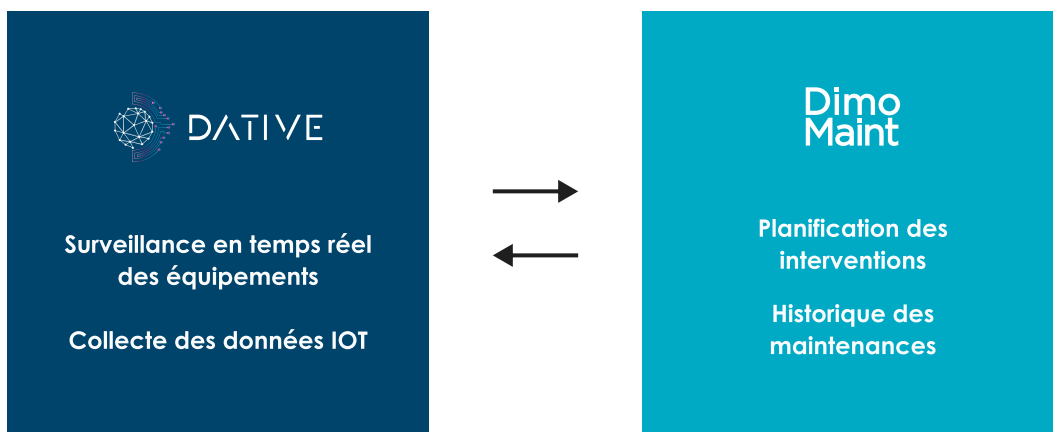 DATIVE
Surveillance en temps réel
des équipements
Collecte des données IOT
Dimo
Maint
Planification des
interventions
Historique des
maintenances